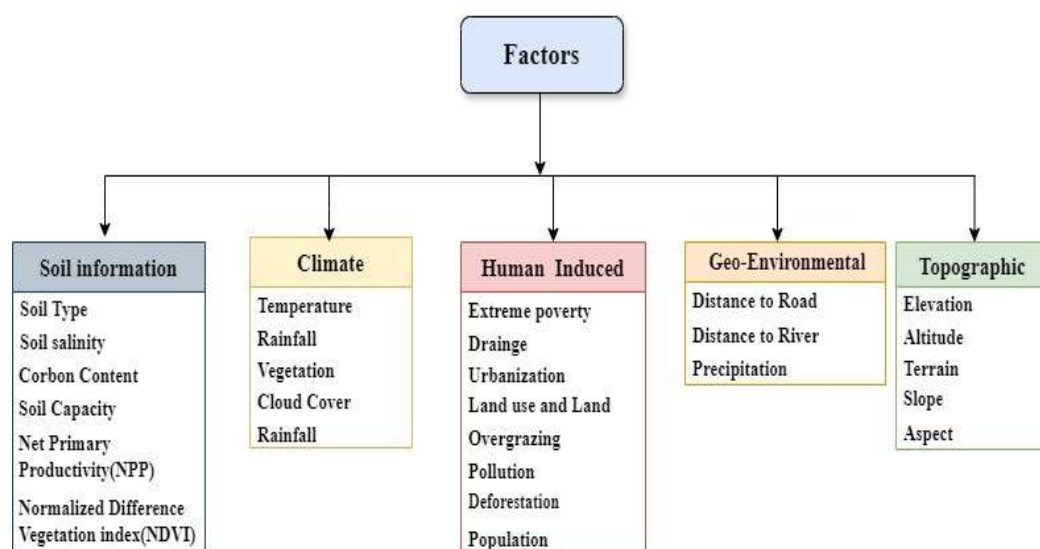 Factors
Soil information
Soil Type
Soil salinity
Corbon Content
Soil Capacity
Net Primary
Productivity(NPP)
Normalized Difference
Vegetation index(NDVI)
Climate
Temperature
Rainfall
Vegetation
Cloud Cover
Rainfall
Human Induced
Extreme poverty
Drainge
Urbanization
Land use and Land
Overgrazing
Pollution
Deforestation
Population
Geo-Environmental
Distance to Road
Distance to River
Precipitation
Topographic
Elevation
Altitude
Terrain
Slope
Aspect